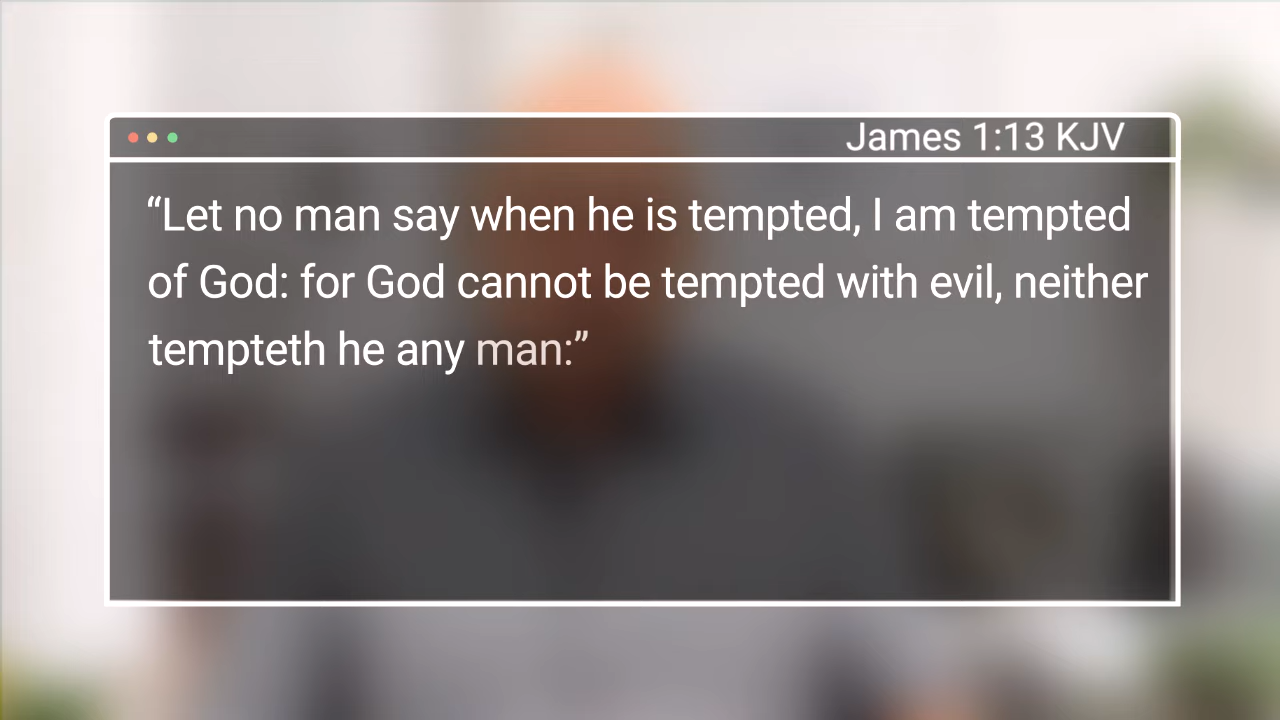 James 1:13 KJV
“Let no man say when he is tempted, I am tempted
of God: for God cannot be tempted with evil, neither
tempteth he any man:”